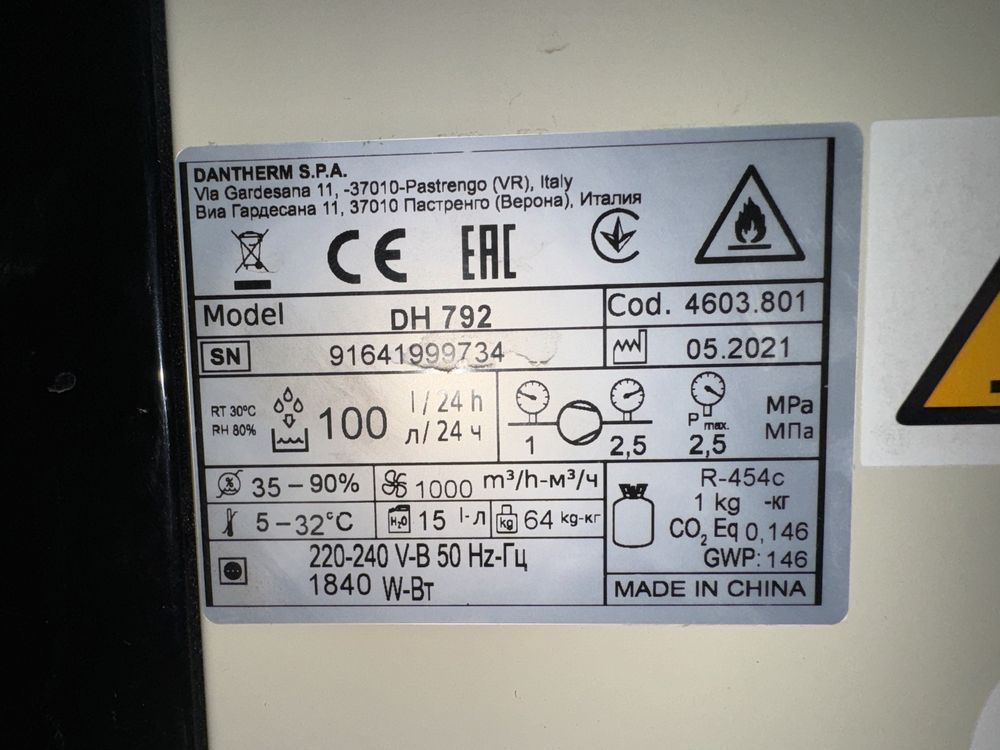 DANTHERM S.P.A.
Via Gardesana 11, -37010-Pastrengo (VR), Italy
Виа Гардесана 11, 37010 Пастренго (Верона), Италия
CE EAC
Model DH 792
Cod. 4603.801
SN 91641999734
05.2021
RT 30°C
RH 80%
100 l / 24 h
л/ 24 ч
1 2,5
P max.
2,5
MPa
МПа
35 – 90%
1000 m³/h-м³/ч
5 – 32°C
H₂O 15 l-л
kg 64 kg-кг
R-454c
1 kg -кг
CO₂ Eq 0,146
GWP: 146
220-240 V-В 50 Hz-Гц
1840 W-Вт
MADE IN CHINA